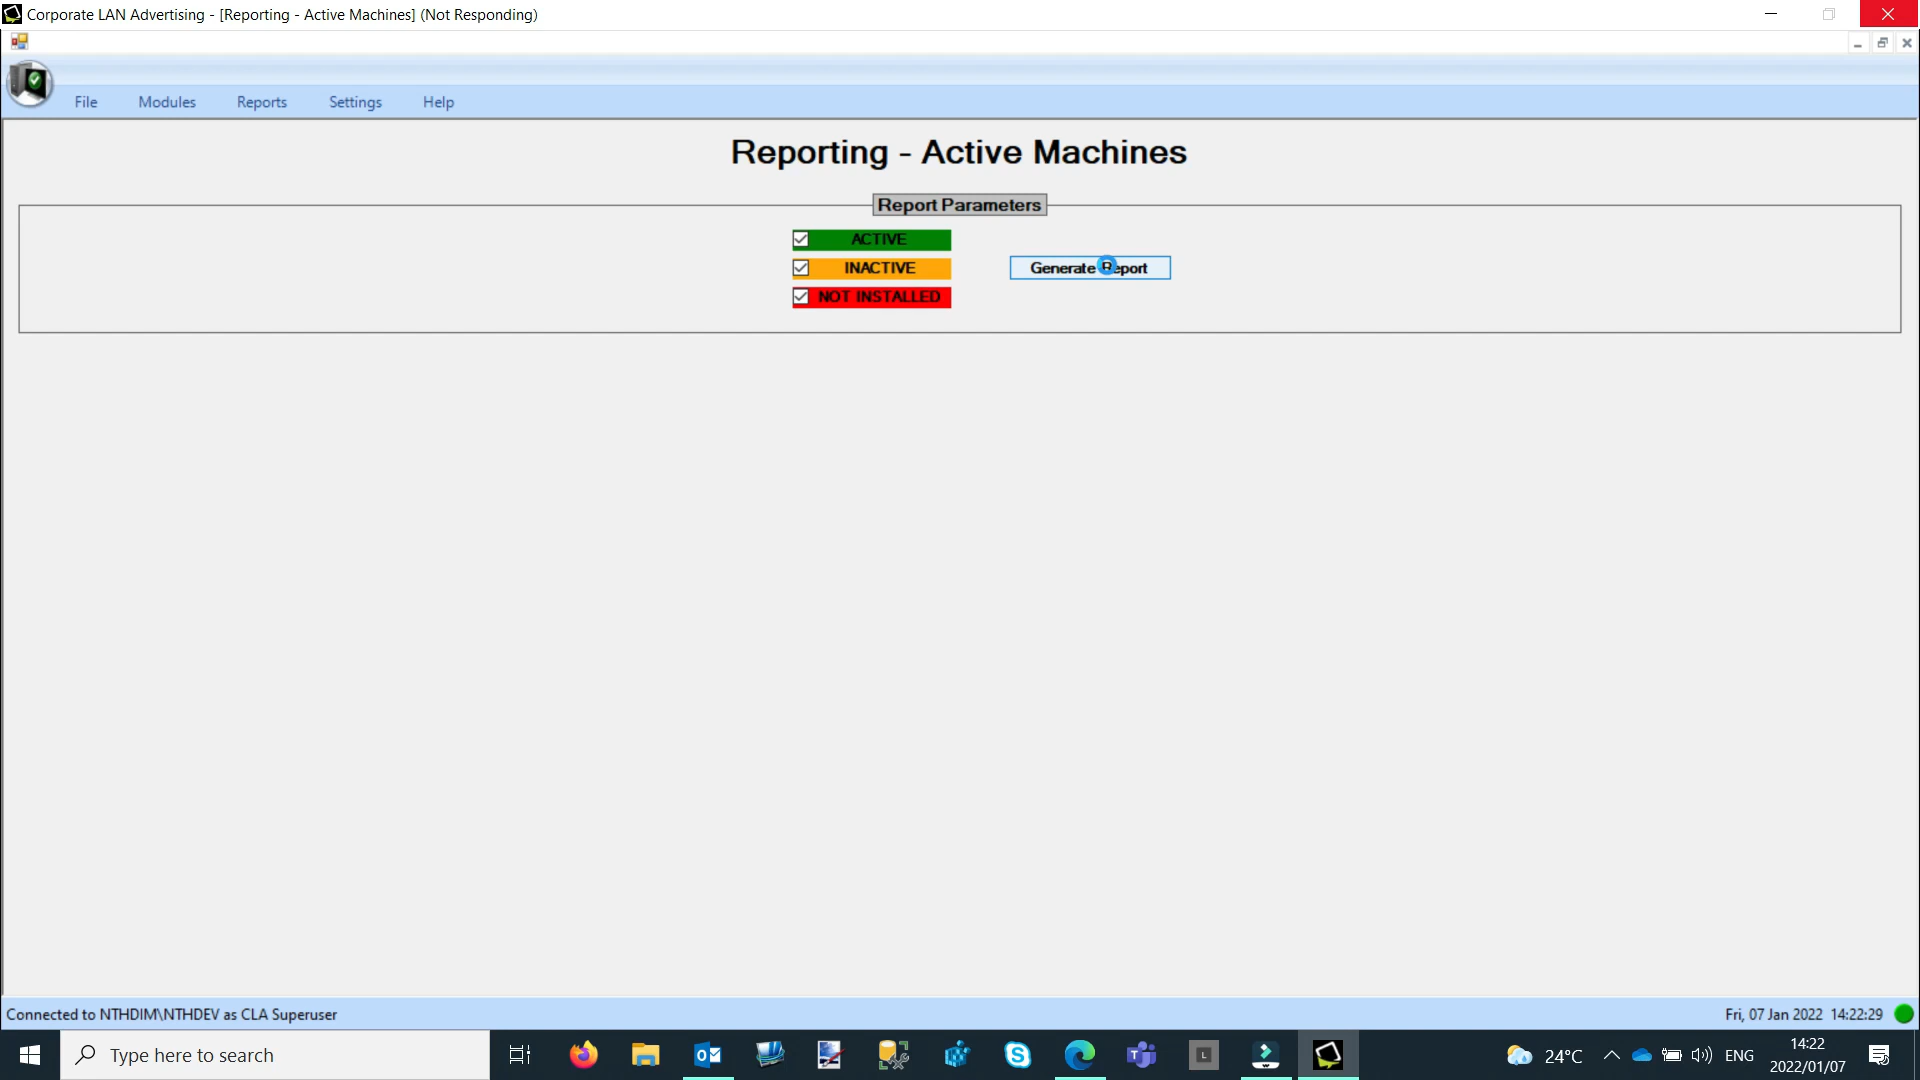 Corporate LAN Advertising - [Reporting - Active Machines] (Not Responding)
File Modules Reports Settings Help
Reporting - Active Machines
Report Parameters
ACTIVE
INACTIVE
Generate Report
NOT INSTALLED
Connected to NTHDIM\NTHDEV as CLA Superuser
Fri, 07 Jan 2022 14:22:29
Type here to search
L
24°C
ENG
14:22
2022/01/07